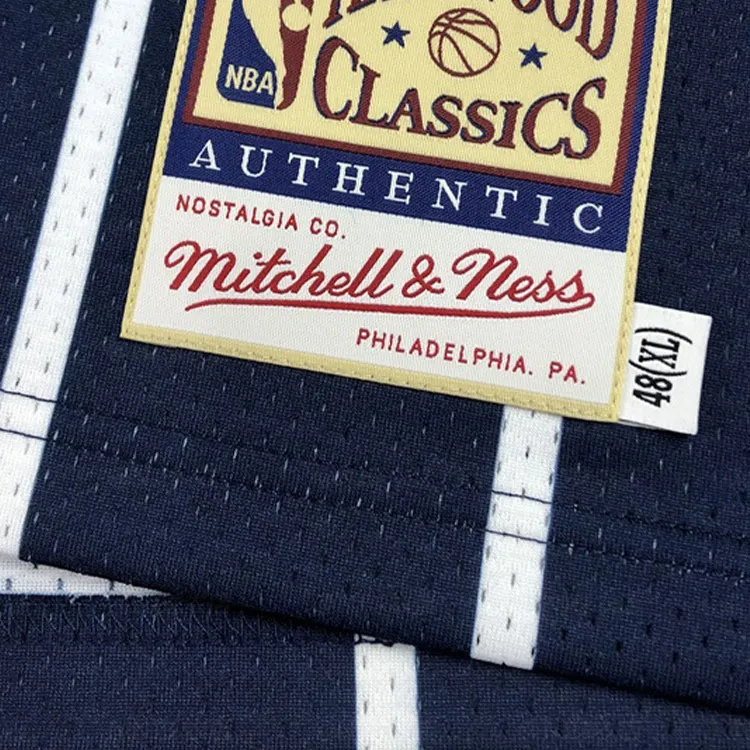 NBA
CLASSICS
AUTHENTIC
NOSTALGIA CO.
Mitchell & Ness
PHILADELPHIA. PA.
48(XL)